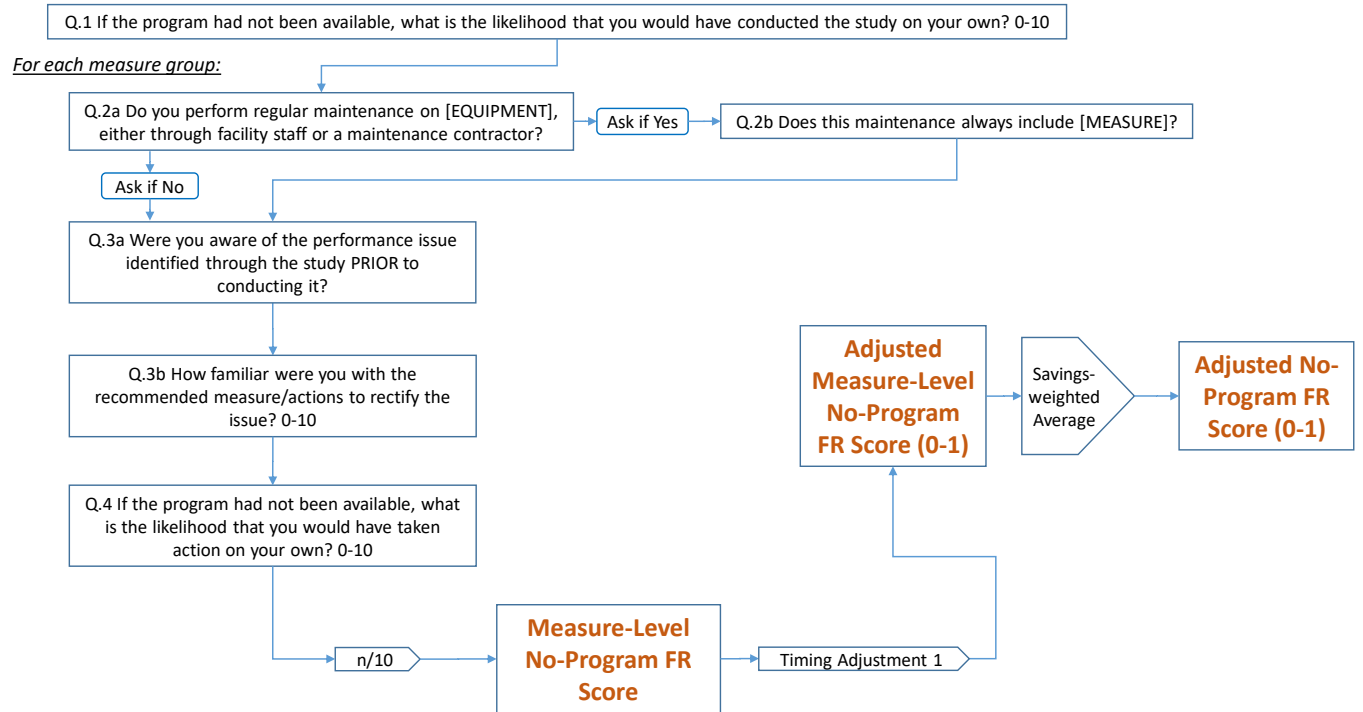 Q.1 If the program had not been available, what is the likelihood that you would have conducted the study on your own? 0-10
For each measure group:
Q.2a Do you perform regular maintenance on [EQUIPMENT],
either through facility staff or a maintenance contractor?
Ask if Yes
Q.2b Does this maintenance always include [MEASURE]?
Ask if No
Q.3a Were you aware of the performance issue
identified through the study PRIOR to
conducting it?
Q.3b How familiar were you with the
recommended measure/actions to rectify the
issue? 0-10
Q.4 If the program had not been available, what
is the likelihood that you would have taken
action on your own? 0-10
n/10
Measure-Level
No-Program FR
Score
Timing Adjustment 1
Adjusted
Measure-Level
No-Program
FR Score (0-1)
Savings-
weighted
Average
Adjusted No-
Program FR
Score (0-1)